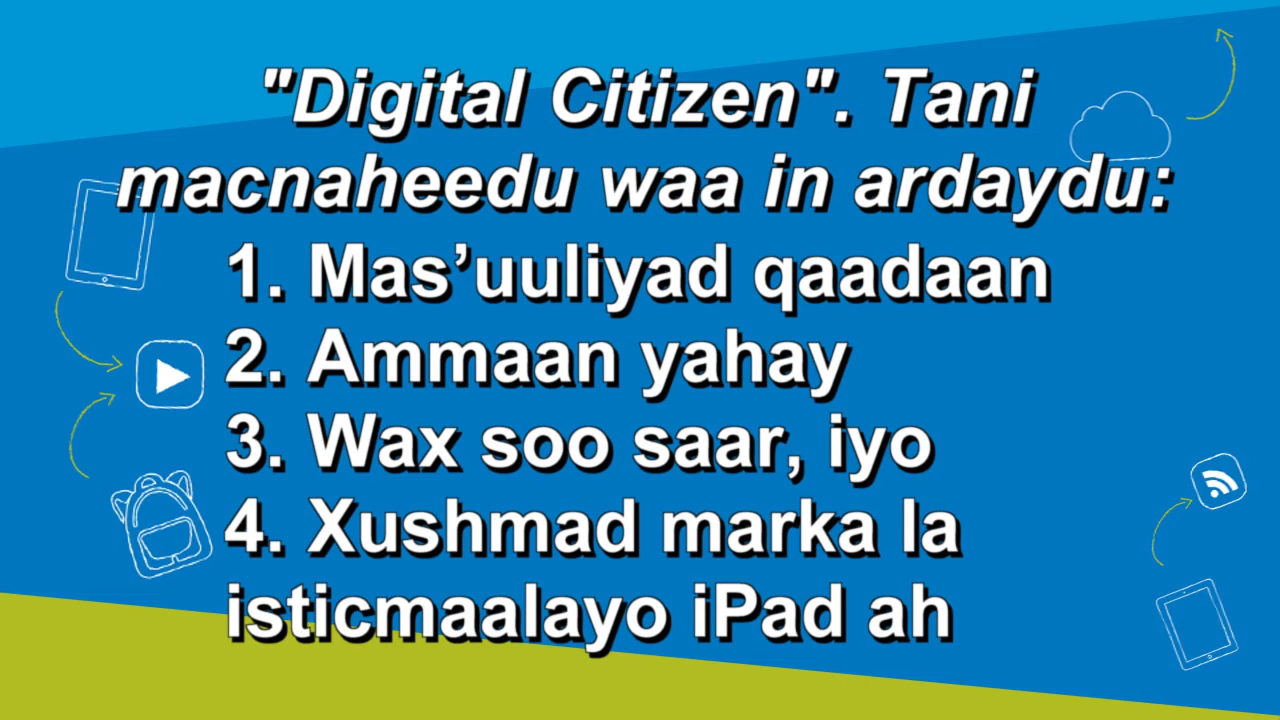 "Digital Citizen". Tani
macnaheedu waa in ardaydu:
1. Mas’uuliyad qaadaan
2. Ammaan yahay
3. Wax soo saar, iyo
4. Xushmad marka la
isticmaalayo iPad ah